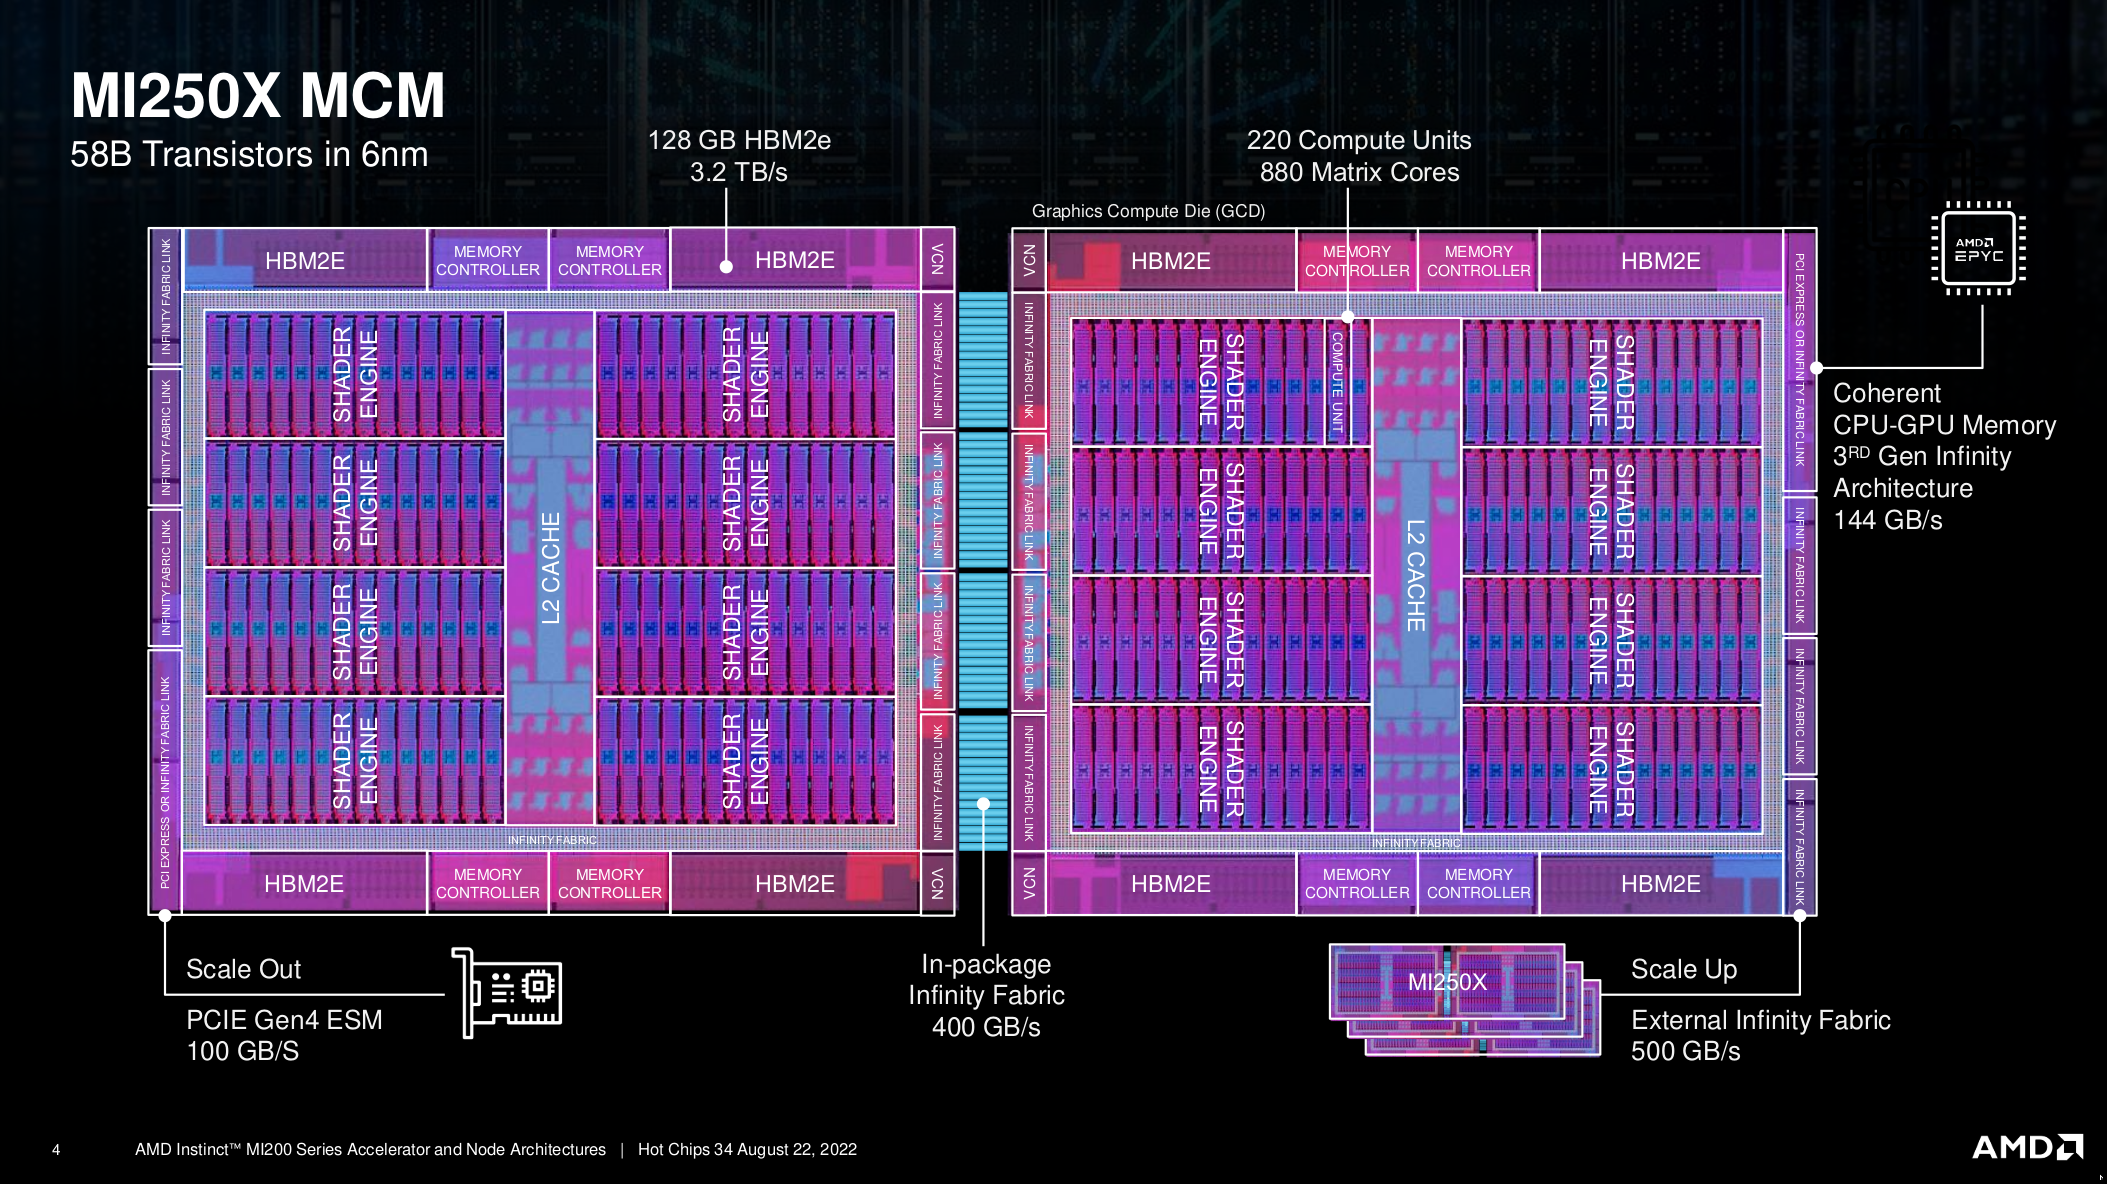 MI250X MCM
58B Transistors in 6nm
128 GB HBM2e
3.2 TB/s
220 Compute Units
880 Matrix Cores
Graphics Compute Die (GCD)
INFINITY FABRIC LINK
INFINITY FABRIC LINK
INFINITY FABRIC LINK
PCI EXPRESS OR INFINITY FABRIC LINK
HBM2E
MEMORY
CONTROLLER
MEMORY
CONTROLLER
HBM2E
VCN
SHADER
ENGINE
SHADER
ENGINE
SHADER
ENGINE
SHADER
ENGINE
L2 CACHE
SHADER
ENGINE
SHADER
ENGINE
SHADER
ENGINE
SHADER
ENGINE
INFINITY FABRIC LINK
INFINITY FABRIC LINK
INFINITY FABRIC LINK
INFINITY FABRIC LINK
INFINITY FABRIC
HBM2E
MEMORY
CONTROLLER
MEMORY
CONTROLLER
HBM2E
VCN
VCN
HBM2E
MEMORY
CONTROLLER
MEMORY
CONTROLLER
HBM2E
INFINITY FABRIC LINK
INFINITY FABRIC LINK
INFINITY FABRIC LINK
INFINITY FABRIC LINK
SHADER
ENGINE
COMPUTE UNIT
SHADER
ENGINE
SHADER
ENGINE
SHADER
ENGINE
L2 CACHE
SHADER
ENGINE
SHADER
ENGINE
SHADER
ENGINE
SHADER
ENGINE
PCI EXPRESS OR INFINITY FABRIC LINK
INFINITY FABRIC LINK
INFINITY FABRIC LINK
INFINITY FABRIC LINK
INFINITY FABRIC
VCN
HBM2E
MEMORY
CONTROLLER
MEMORY
CONTROLLER
HBM2E
AMD
EPYC
Coherent
CPU-GPU Memory
3RD Gen Infinity
Architecture
144 GB/s
Scale Out
PCIE Gen4 ESM
100 GB/S
In-package
Infinity Fabric
400 GB/s
MI250X
Scale Up
External Infinity Fabric
500 GB/s
4
AMD Instinct™ MI200 Series Accelerator and Node Architectures | Hot Chips 34 August 22, 2022
AMD